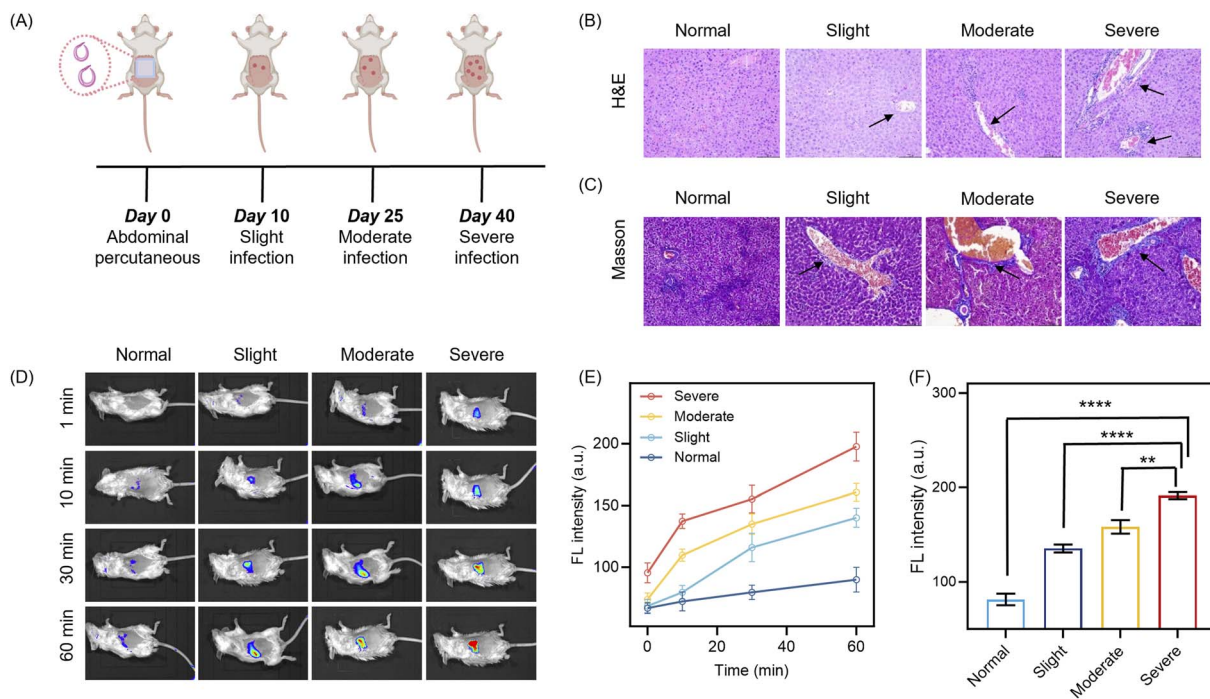 (A)
Day 0
Abdominal
percutaneous
Day 10
Slight
infection
Day 25
Moderate
infection
Day 40
Severe
infection
(B)
Normal
Slight
Moderate
Severe
H&E
(C)
Normal
Slight
Moderate
Severe
Masson
(D)
Normal
Slight
Moderate
Severe
1 min
10 min
30 min
60 min
(E)
Severe
Moderate
Slight
Normal
FL intensity (a.u.)
200
150
100
0
20
40
60
Time (min)
(F)
FL intensity (a.u.)
300
200
100
****
****
**
Normal
Slight
Moderate
Severe